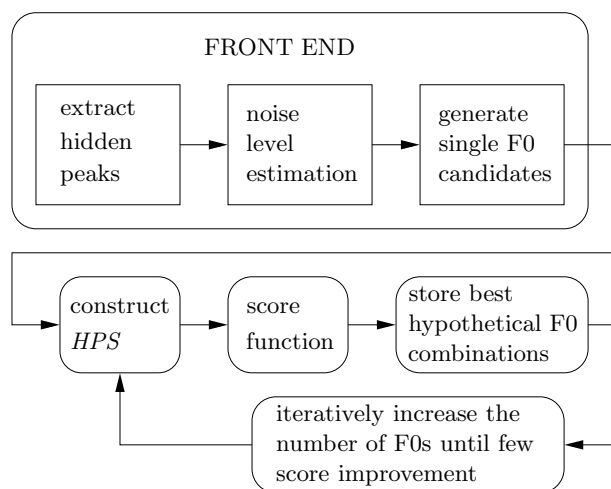 FRONT END
extract
hidden
peaks
noise
level
estimation
generate
single F0
candidates
construct
HPS
score
function
store best
hypothetical F0
combinations
iteratively increase the
number of F0s until few
score improvement